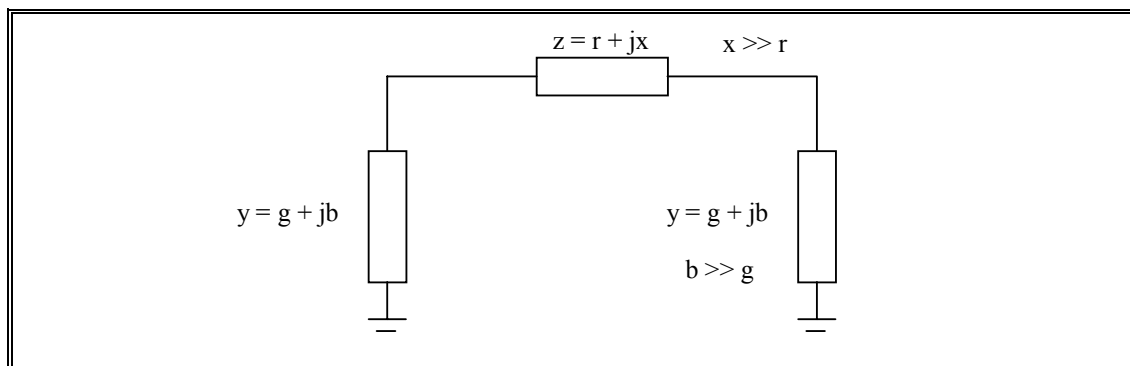 z = r + jx
x >> r
y = g + jb
y = g + jb
b >> g